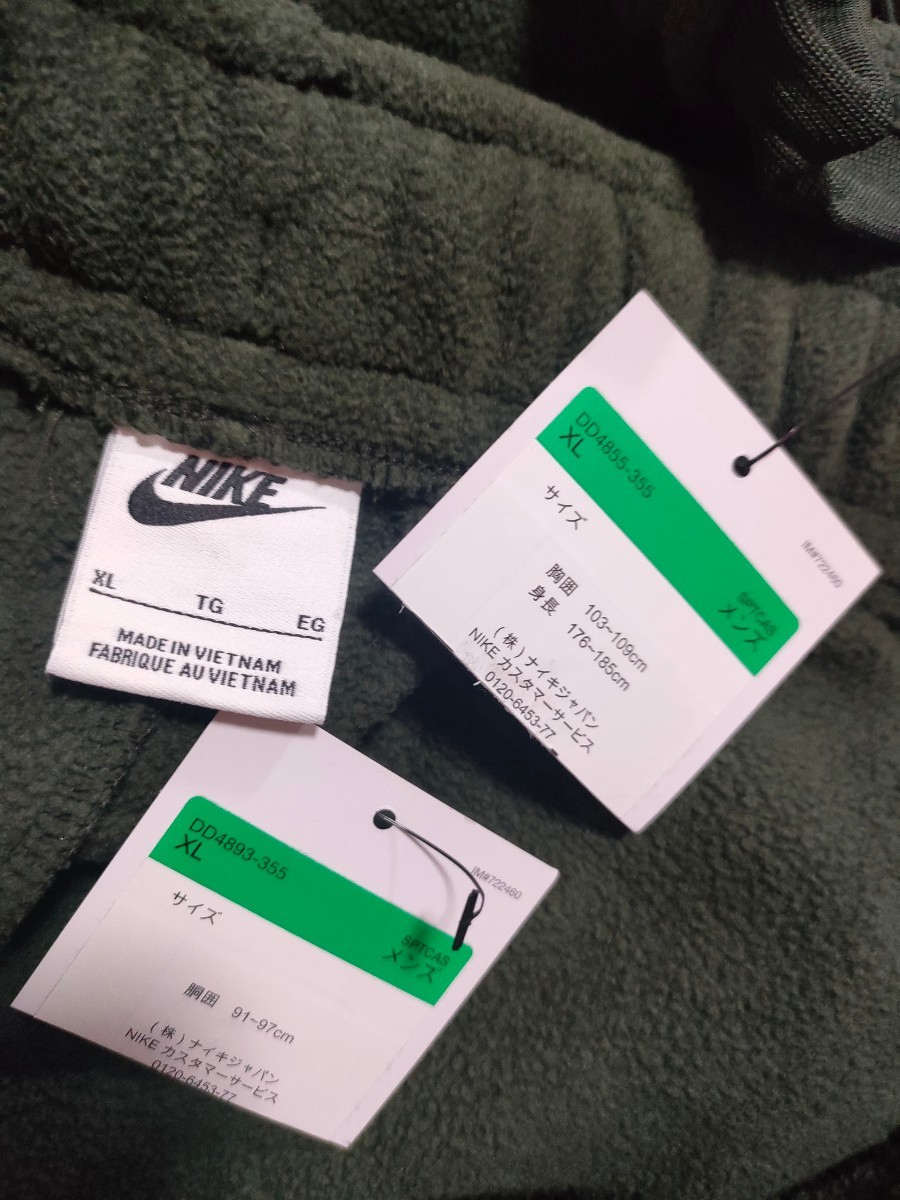 NIKE
XL
TG
EG
MADE IN VIETNAM
FABRIQUE AU VIETNAM
DD4855-355
XL
SPTCAS
メンズ
IM#722460
サイズ
胸囲 103~109cm
身長 176~185cm
(株)ナイキジャパン
NIKE カスタマーサービス
0120-6453-77
DD4893-355
XL
SPTCAS
メンズ
IM#722460
サイズ
胴囲 91~97cm
(株)ナイキジャパン
NIKE カスタマーサービス
0120-6453-77